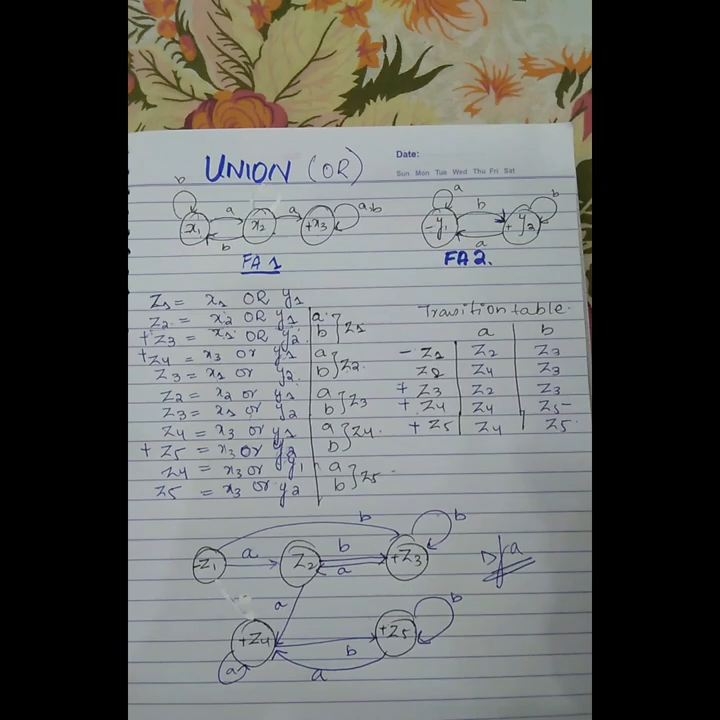 UNION (OR)
Date:
Sun Mon Tue Wed Thu Fri Sat
b a a a,b
-x1 x2 +x3
b
FA 1
a b b
-y1 + y2
a
FA 2.
Z1 = x1 OR y1
Z2 = x2 OR y1 | a } Z1
+Z3 = x1 OR y2 | b
+Z4 = x3 or y1 | a } Z2
Z3 = x1 or y2 | b
Z2 = x2 or y1 | a } Z3
Z3 = x1 or y2 | b
Z4 = x3 or y1 | a } Z4
+ Z5 = x3 or y2 | b
Z4 = x3 or y1 | a } Z5
Z5 = x3 or y2 | b
Transition table
a b
- Z1 | Z2 | Z3
Z2 | Z4 | Z3
+ Z3 | Z2 | Z3
+ Z4 | Z4 | Z5
+ Z5 | Z4 | Z5
b b
-Z1 a Z2 b +Z3
a
Dfa
a
+Z4 b +Z5 b
a a